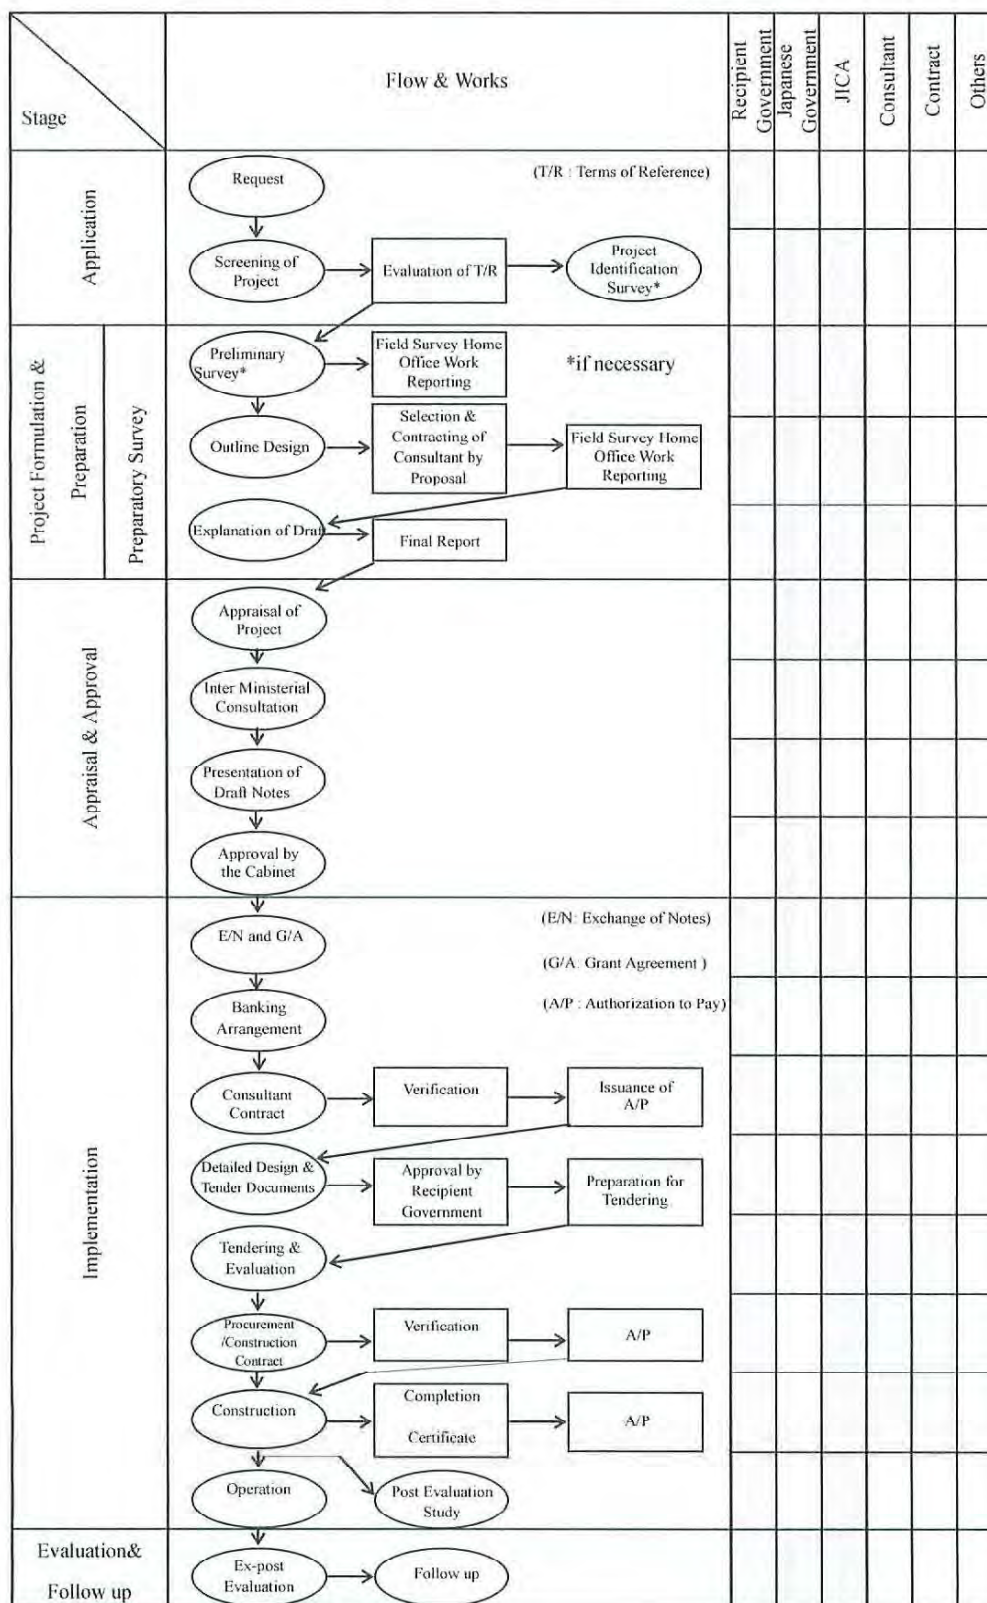 Stage
Flow & Works
Recipient
Government
Japanese
Government
JICA
Consultant
Contract
Others
Application
Request
(T/R : Terms of Reference)
Screening of
Project
Evaluation of T/R
Project
Identification
Survey*
Project Formulation &
Preparation
Preparatory Survey
Preliminary
Survey*
Field Survey Home
Office Work
Reporting
*if necessary
Outline Design
Selection &
Contracting of
Consultant by
Proposal
Field Survey Home
Office Work
Reporting
Explanation of Draft
Final Report
Appraisal & Approval
Appraisal of
Project
Inter Ministerial
Consultation
Presentation of
Draft Notes
Approval by
the Cabinet
Implementation
E/N and G/A
(E/N: Exchange of Notes)
(G/A: Grant Agreement )
(A/P : Authorization to Pay)
Banking
Arrangement
Consultant
Contract
Verification
Issuance of
A/P
Detailed Design &
Tender Documents
Approval by
Recipient
Government
Preparation for
Tendering
Tendering &
Evaluation
Procurement
/Construction
Contract
Verification
A/P
Construction
Completion
Certificate
A/P
Operation
Post Evaluation
Study
Evaluation&
Follow up
Ex-post
Evaluation
Follow up